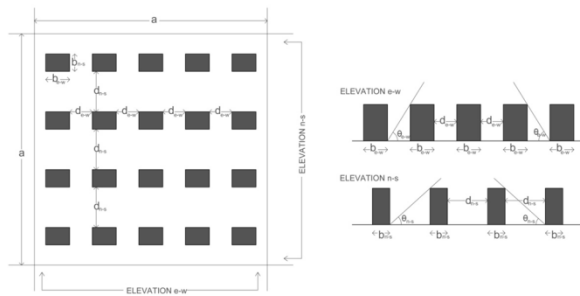 a
b n-s
b e-w
d n-s
d e-w
d e-w
d e-w
d e-w
a
d n-s
d n-s
ELEVATION n-s
ELEVATION e-w
ELEVATION e-w
d e-w
d e-w
θ e-w
θ e-w
b e-w
b e-w
b e-w
b e-w
b e-w
ELEVATION n-s
d n-s
d n-s
θ n-s
θ n-s
b n-s
b n-s
b n-s
b n-s